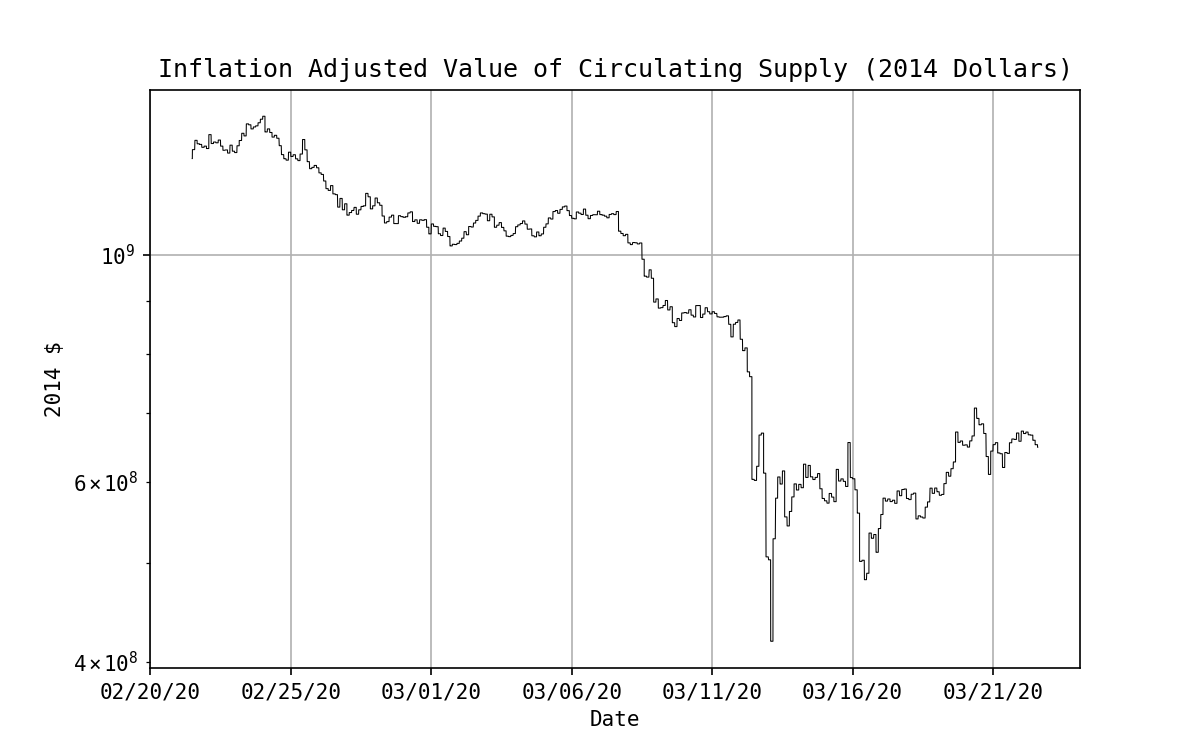 Inflation Adjusted Value of Circulating Supply (2014 Dollars)
2014 $
10⁹
6×10⁸
4×10⁸
02/20/20 02/25/20 03/01/20 03/06/20 03/11/20 03/16/20 03/21/20
Date